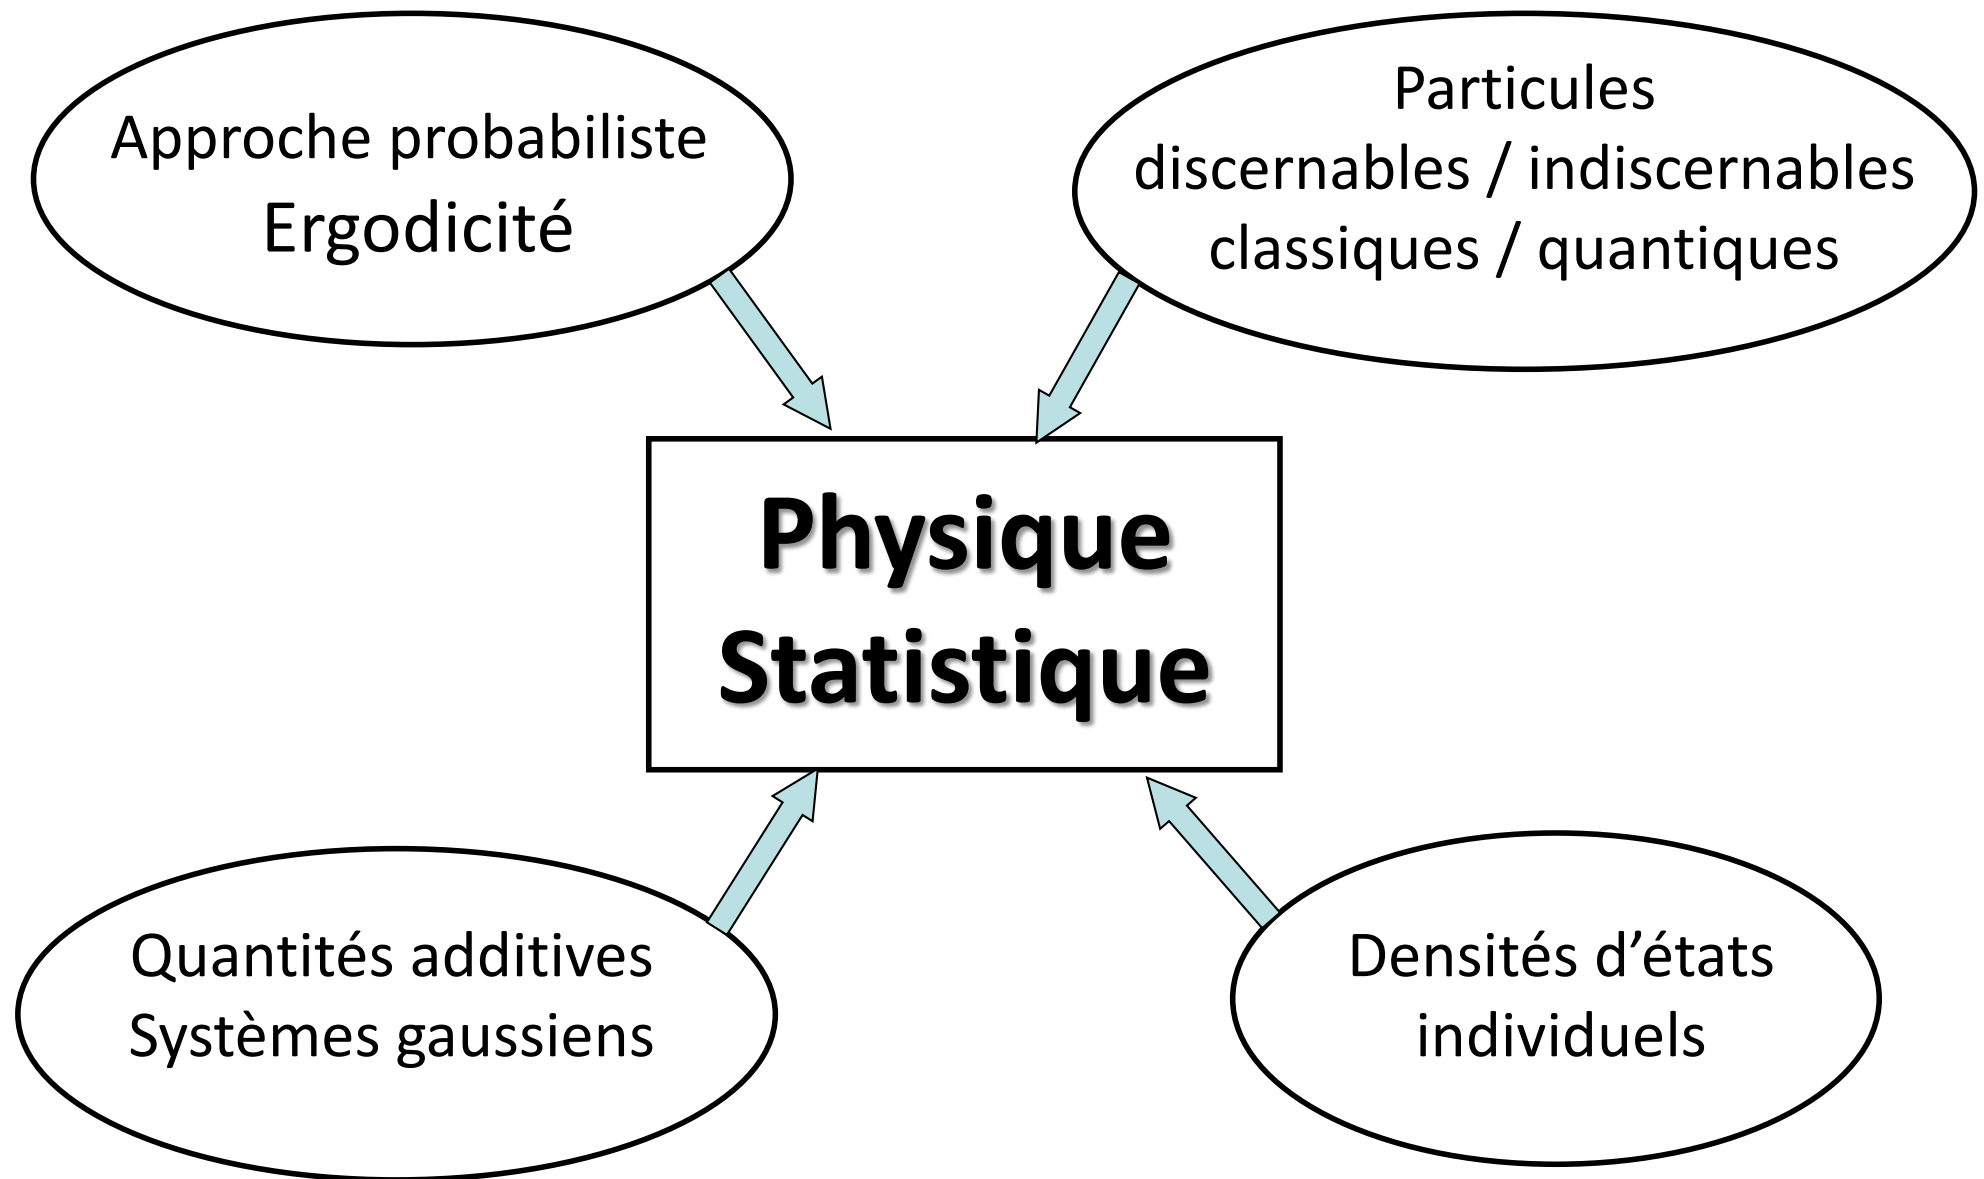 Approche probabiliste
Ergodicité
Particules
discernables / indiscernables
classiques / quantiques
Physique
Statistique
Quantités additives
Systèmes gaussiens
Densités d’états
individuels